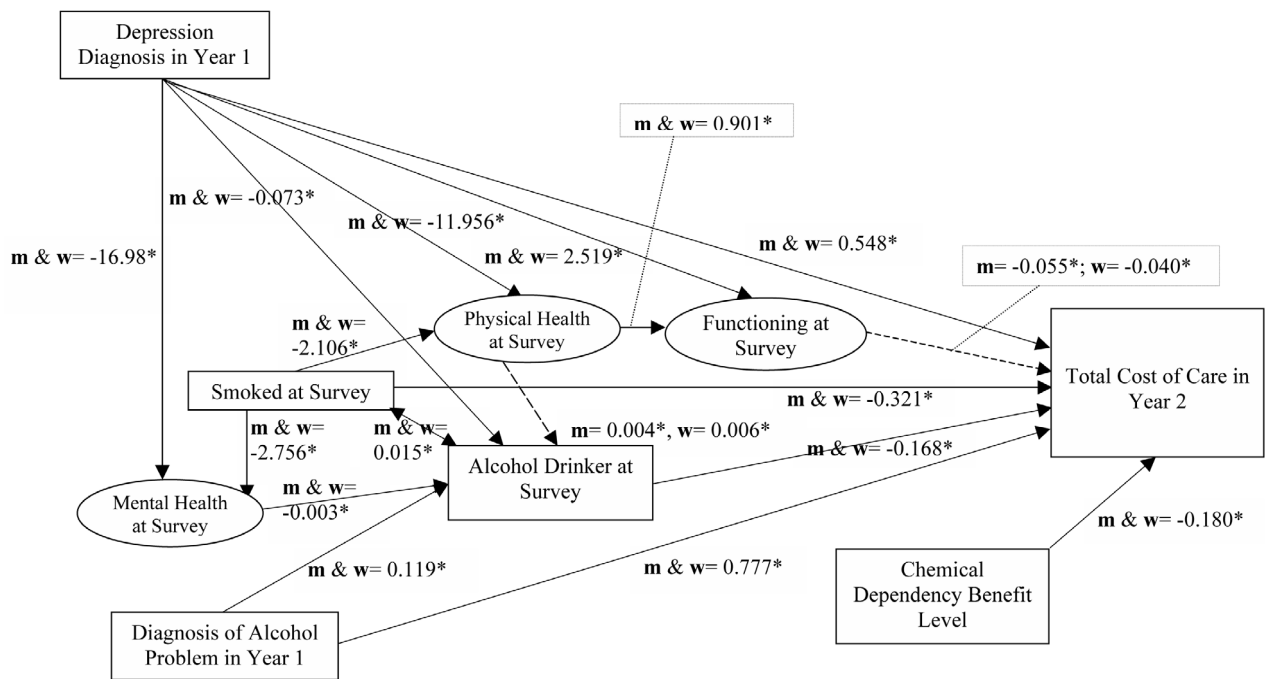 Depression
Diagnosis in Year 1
m & w= 0.901*
m & w= -0.073*
m & w= -11.956*
m & w= 0.548*
m & w= -16.98*
m & w= 2.519*
m= -0.055*; w= -0.040*
Physical Health
at Survey
Functioning at
Survey
m & w=
-2.106*
Total Cost of Care in
Year 2
Smoked at Survey
m & w= -0.321*
m & w=
-2.756*
m & w=
0.015*
m= 0.004*, w= 0.006*
m & w= -0.168*
Alcohol Drinker at
Survey
Mental Health
at Survey
m & w=
-0.003*
m & w= -0.180*
m & w= 0.119*
m & w= 0.777*
Chemical
Dependency Benefit
Level
Diagnosis of Alcohol
Problem in Year 1